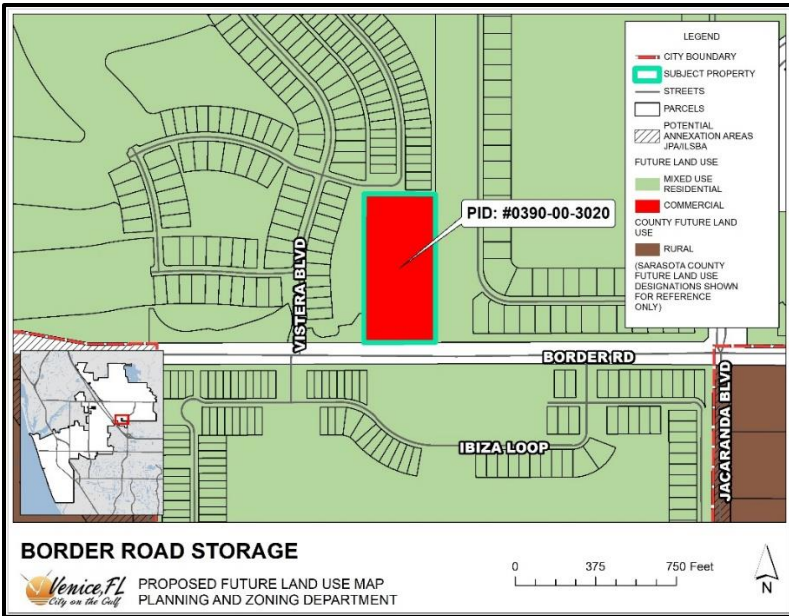 LEGEND
CITY BOUNDARY
SUBJECT PROPERTY
STREETS
PARCELS
POTENTIAL
ANNEXATION AREAS
JPA/ILSBA
FUTURE LAND USE
MIXED USE
RESIDENTIAL
COMMERCIAL
COUNTY FUTURE LAND
USE
RURAL
(SARASOTA COUNTY
FUTURE LAND USE
DESIGNATIONS SHOWN
FOR REFERENCE
ONLY)
PID: #0390-00-3020
VISTERA BLVD
BORDER RD
IBIZA LOOP
JACARANDA BLVD
BORDER ROAD STORAGE
Venice, FL
City on the Gulf
PROPOSED FUTURE LAND USE MAP
PLANNING AND ZONING DEPARTMENT
0 375 750 Feet
N